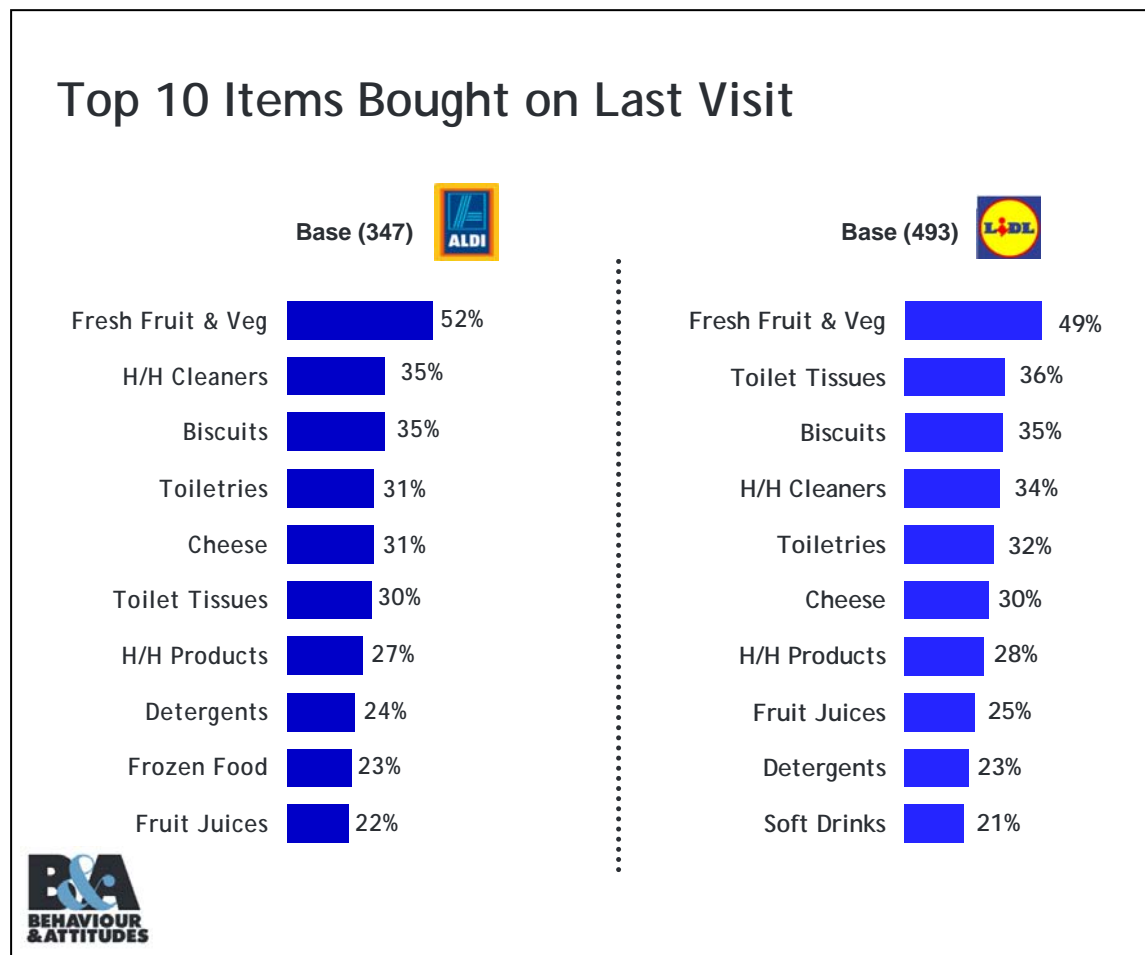 Top 10 Items Bought on Last Visit
Base (347)
ALDI
Fresh Fruit & Veg 52%
H/H Cleaners 35%
Biscuits 35%
Toiletries 31%
Cheese 31%
Toilet Tissues 30%
H/H Products 27%
Detergents 24%
Frozen Food 23%
Fruit Juices 22%
Base (493)
LiDL
Fresh Fruit & Veg 49%
Toilet Tissues 36%
Biscuits 35%
H/H Cleaners 34%
Toiletries 32%
Cheese 30%
H/H Products 28%
Fruit Juices 25%
Detergents 23%
Soft Drinks 21%
B&A
BEHAVIOUR
& ATTITUDES